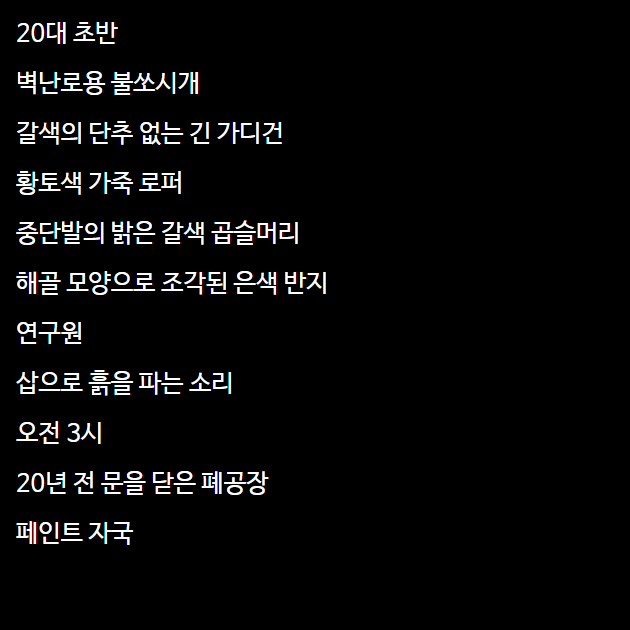 20대 초반
벽난로용 불쏘시개
갈색의 단추 없는 긴 가디건
황토색 가죽 로퍼
중단발의 밝은 갈색 곱슬머리
해골 모양으로 조각된 은색 반지
연구원
삽으로 흙을 파는 소리
오전 3시
20년 전 문을 닫은 폐공장
페인트 자국